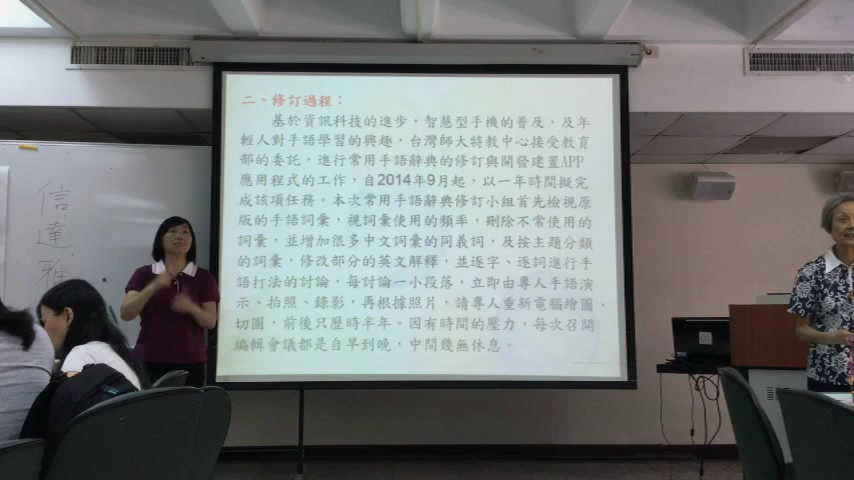 二、修訂過程：
基於資訊科技的進步，智慧型手機的普及，及年
輕人對手語學習的興趣，台灣師大特教中心接受教育
部的委託，進行常用手語辭典的修訂與開發建置APP
應用程式的工作，自2014年9月起，以一年時間擬完
成該項任務。本次常用手語辭典修訂小組首先檢視原
版的手語詞彙，視詞彙使用的頻率，刪除不常使用的
詞彙，並增加很多中文詞彙的同義詞，及按主題分類
的詞彙，修改部分的英文解釋，並逐字、逐詞進行手
語打法的討論，每討論一小段落，立即由專人手語演
示、拍照、錄影，再根據照片，請專人重新電腦繪圖、
切圖，前後只歷時半年。因有時間的壓力，每次召開
編輯會議都是自早到晚，中間幾無休息。
信
達
雅